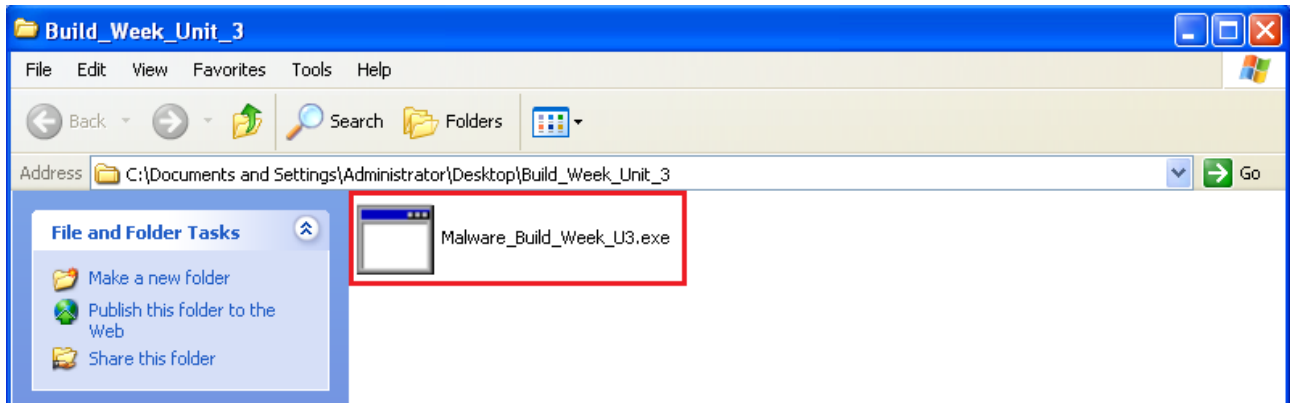 Build_Week_Unit_3
File Edit View Favorites Tools Help
Back Search Folders
Address C:\Documents and Settings\Administrator\Desktop\Build_Week_Unit_3 Go
File and Folder Tasks
Make a new folder
Publish this folder to the
Web
Share this folder
Malware_Build_Week_U3.exe